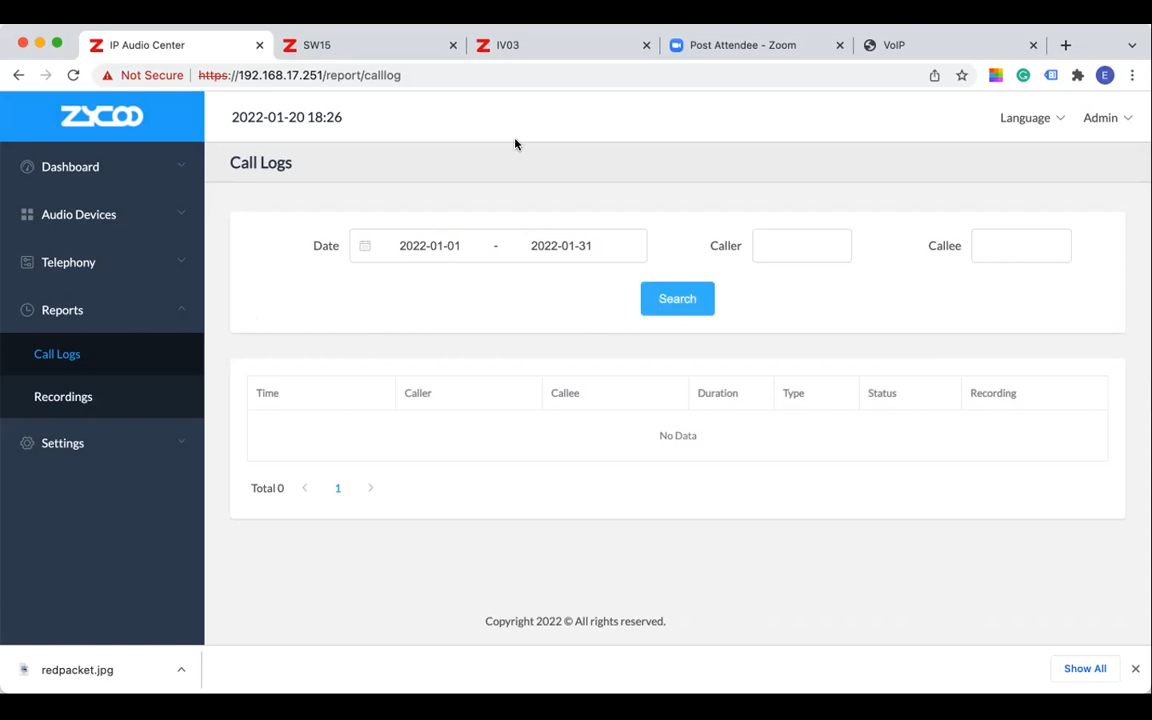 IP Audio Center
SW15
IV03
Post Attendee - Zoom
VoIP
Not Secure https://192.168.17.251/report/calllog
E
ZYCOO
2022-01-20 18:26
Language
Admin
Dashboard
Audio Devices
Telephony
Reports
Call Logs
Recordings
Settings
Call Logs
Date 2022-01-01 - 2022-01-31 Caller Callee
Search
Time Caller Callee Duration Type Status Recording
No Data
Total 0 1
Copyright 2022 © All rights reserved.
redpacket.jpg
Show All